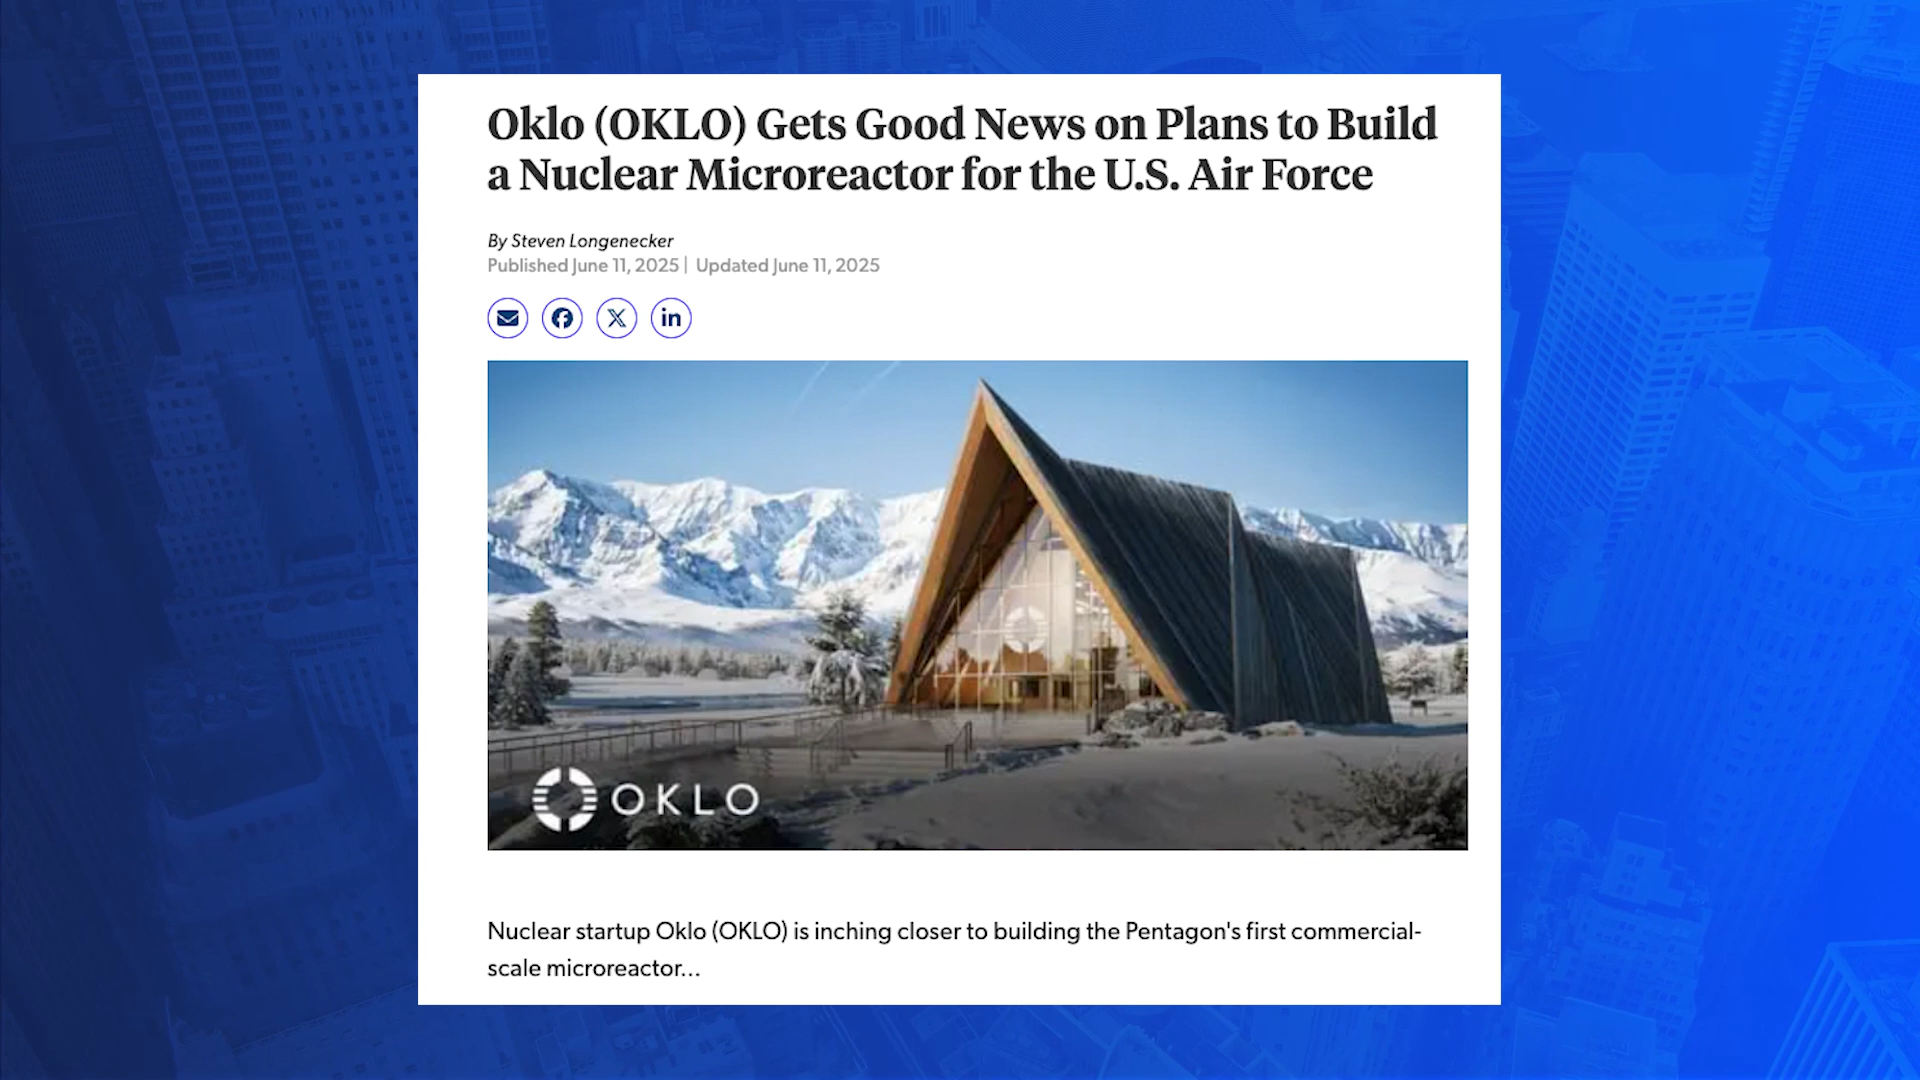 Oklo (OKLO) Gets Good News on Plans to Build
a Nuclear Microreactor for the U.S. Air Force
By Steven Longenecker
Published June 11, 2025 | Updated June 11, 2025
OKLO
Nuclear startup Oklo (OKLO) is inching closer to building the Pentagon's first commercial-
scale microreactor...